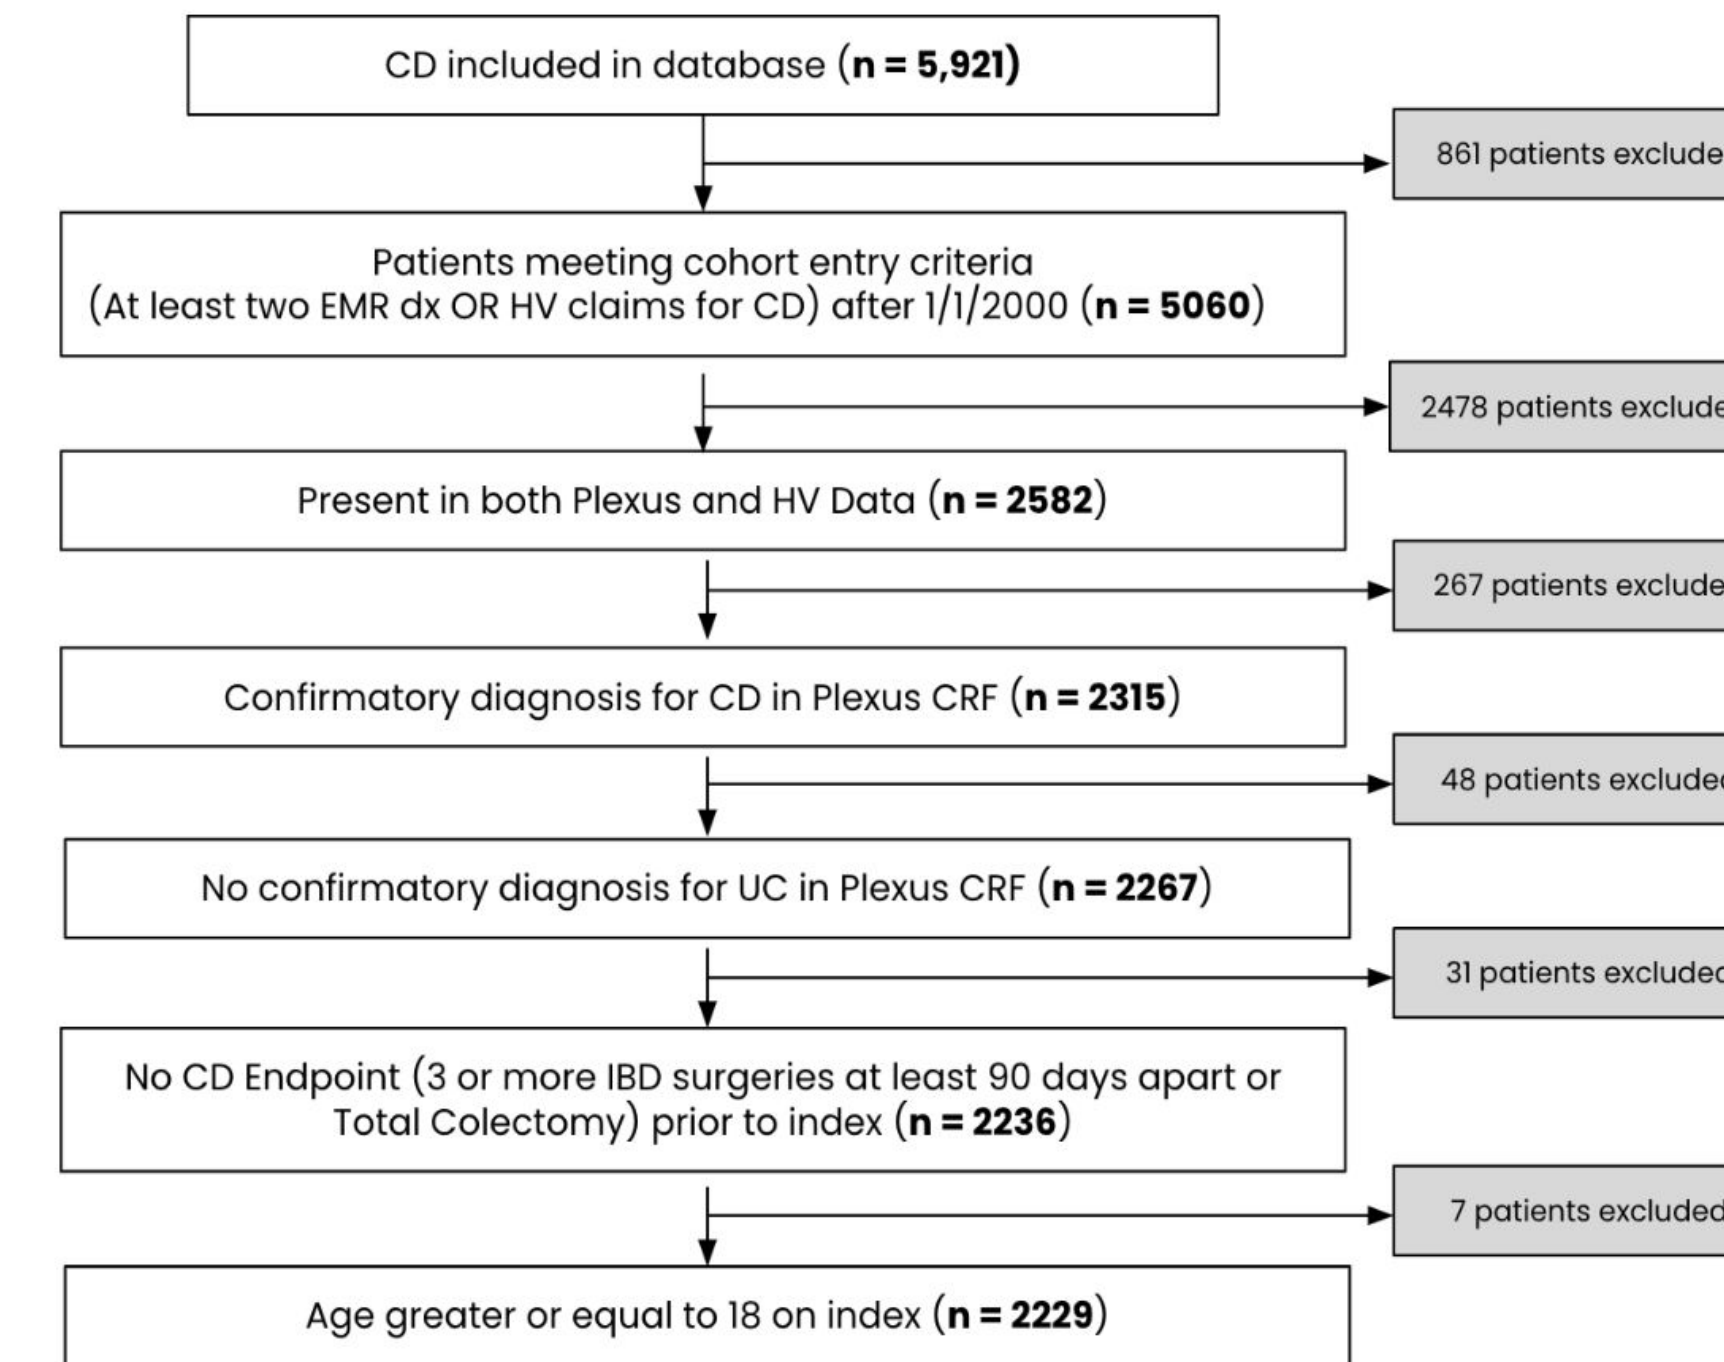 CD included in database (n = 5,921)
861 patients exclude
Patients meeting cohort entry criteria
(At least two EMR dx OR HV claims for CD) after 1/1/2000 (n = 5060)
2478 patients exclude
Present in both Plexus and HV Data (n = 2582)
267 patients exclude
Confirmatory diagnosis for CD in Plexus CRF (n = 2315)
48 patients excluded
No confirmatory diagnosis for UC in Plexus CRF (n = 2267)
31 patients excluded
No CD Endpoint (3 or more IBD surgeries at least 90 days apart or
Total Colectomy) prior to index (n = 2236)
7 patients excluded
Age greater or equal to 18 on index (n = 2229)